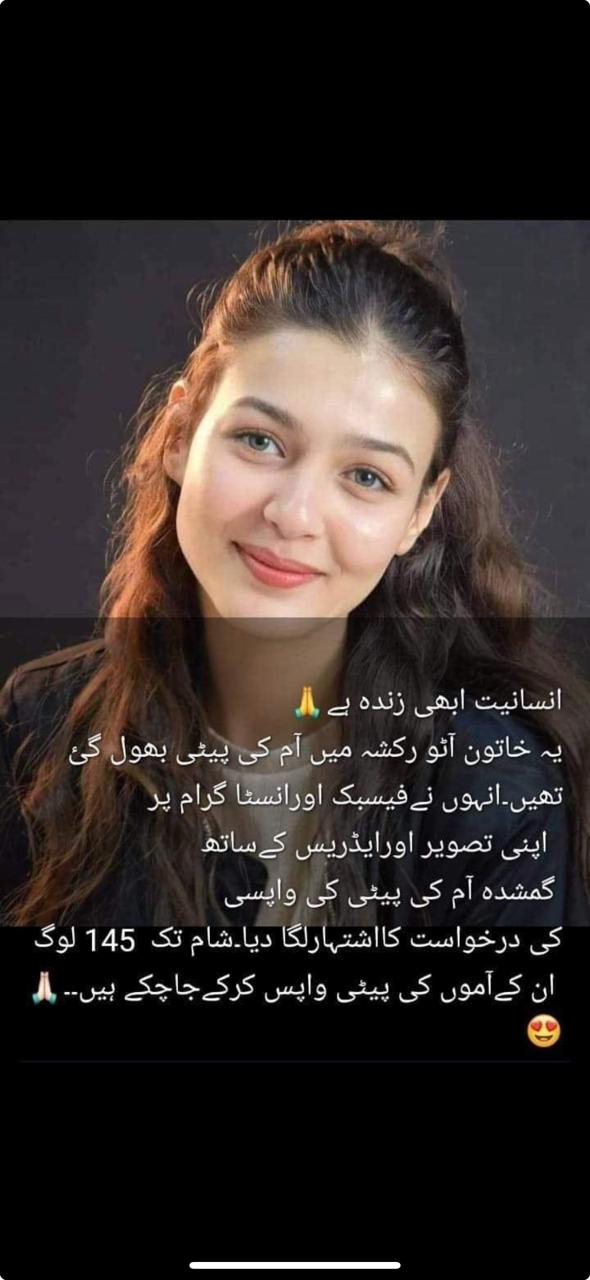 انسانیت ابھی زندہ ہے 🙏
یہ خاتون آٹو رکشہ میں آم کی پیٹی بھول گئ
تھیں۔انہوں نےفیسبک اورانسٹا گرام پر
اپنی تصویر اورایڈریس کےساتھ
گمشدہ آم کی پیٹی کی واپسی
کی درخواست کااشتہارلگا دیا۔شام تک 145 لوگ
ان کےآموں کی پیٹی واپس کرکےجاچکے ہیں۔۔ 🙏🏻
😍